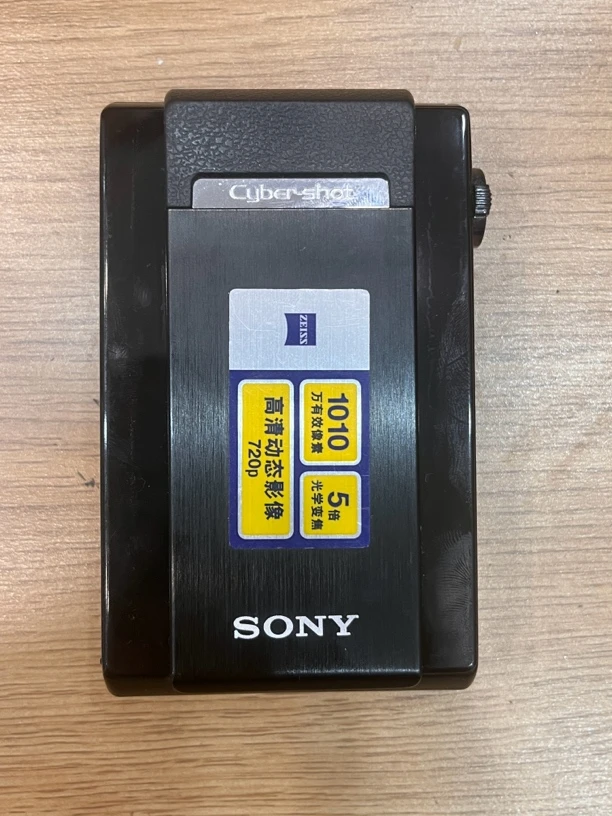 Cyber-shot
ZEISS
1010
万有效像素
5倍
光学变焦
高清动态影像
720p
SONY